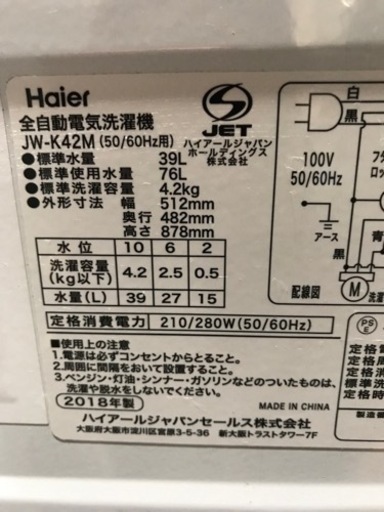 Haier
全自動電気洗濯機
JW-K42M (50/60Hz用)
JET
ハイアールジャパン
ホールディングス
株式会社
●標準水量 39L
●標準使用水量 76L
●標準洗濯容量 4.2kg
●外形寸法 幅 512mm
奥行 482mm
高さ 878mm
水位 10 6 2
洗濯容量(kg以下) 4.2 2.5 0.5
水量(L) 39 27 15
定格消費電力 210/280W(50/60Hz)
白
黒
100V
50/60Hz
アース
黒
青
配線図
M
●使用上の注意
1.電源は必ずコンセントからとること。
2.周囲に間隔をおいて設置すること。
3.ベンジン・灯油・シンナー・ガソリンなどのついたものは、
洗濯や脱水をしないでください。
2018年製
MADE IN CHINA
ハイアールジャパンセールス株式会社
大阪府大阪市淀川区宮原3-5-36 新大阪トラストタワー7F
PS
E
定格
定格
定格
標準
定格
製造